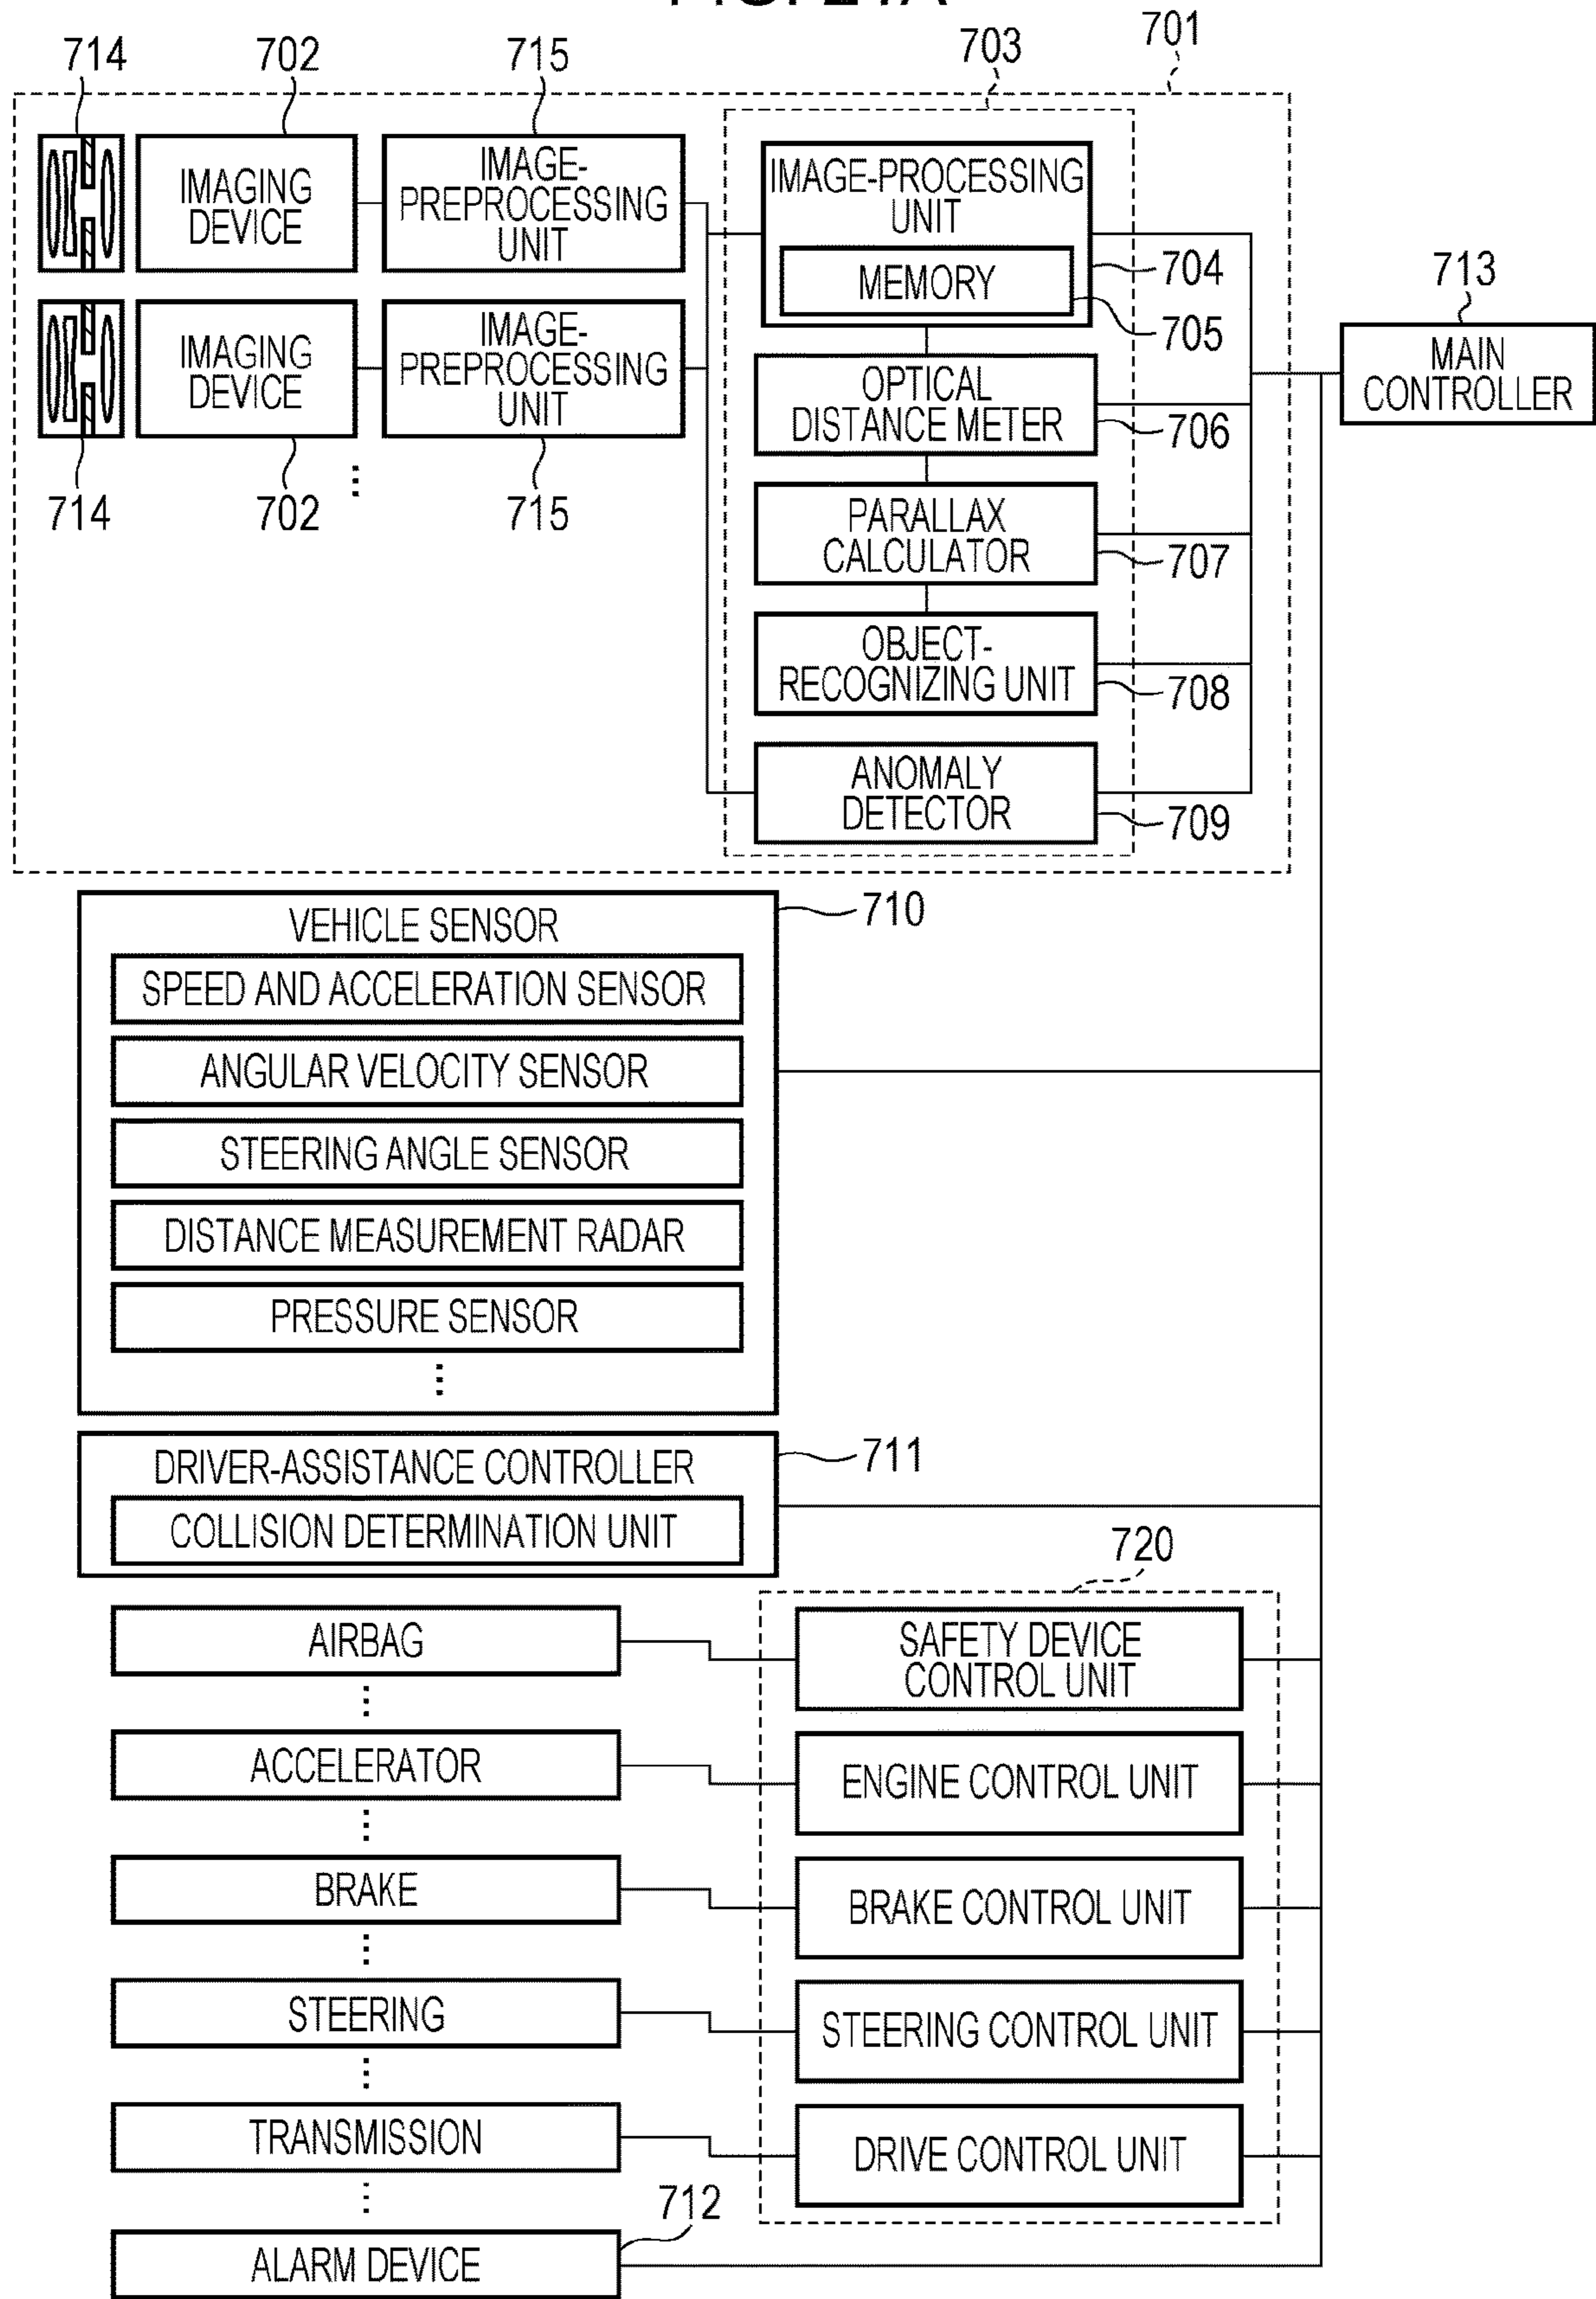 714
702
715
703
701
IMAGING
DEVICE
IMAGE-
PREPROCESSING
UNIT
IMAGE-PROCESSING
UNIT
MEMORY
704
705
713
MAIN
CONTROLLER
IMAGING
DEVICE
IMAGE-
PREPROCESSING
UNIT
714
702
⋮
715
OPTICAL
DISTANCE METER
706
PARALLAX
CALCULATOR
707
OBJECT-
RECOGNIZING UNIT
708
ANOMALY
DETECTOR
709
VEHICLE SENSOR
710
SPEED AND ACCELERATION SENSOR
ANGULAR VELOCITY SENSOR
STEERING ANGLE SENSOR
DISTANCE MEASUREMENT RADAR
PRESSURE SENSOR
⋮
DRIVER-ASSISTANCE CONTROLLER
711
COLLISION DETERMINATION UNIT
720
AIRBAG
SAFETY DEVICE
CONTROL UNIT
⋮
ACCELERATOR
ENGINE CONTROL UNIT
⋮
BRAKE
BRAKE CONTROL UNIT
⋮
STEERING
STEERING CONTROL UNIT
⋮
TRANSMISSION
DRIVE CONTROL UNIT
⋮
712
ALARM DEVICE